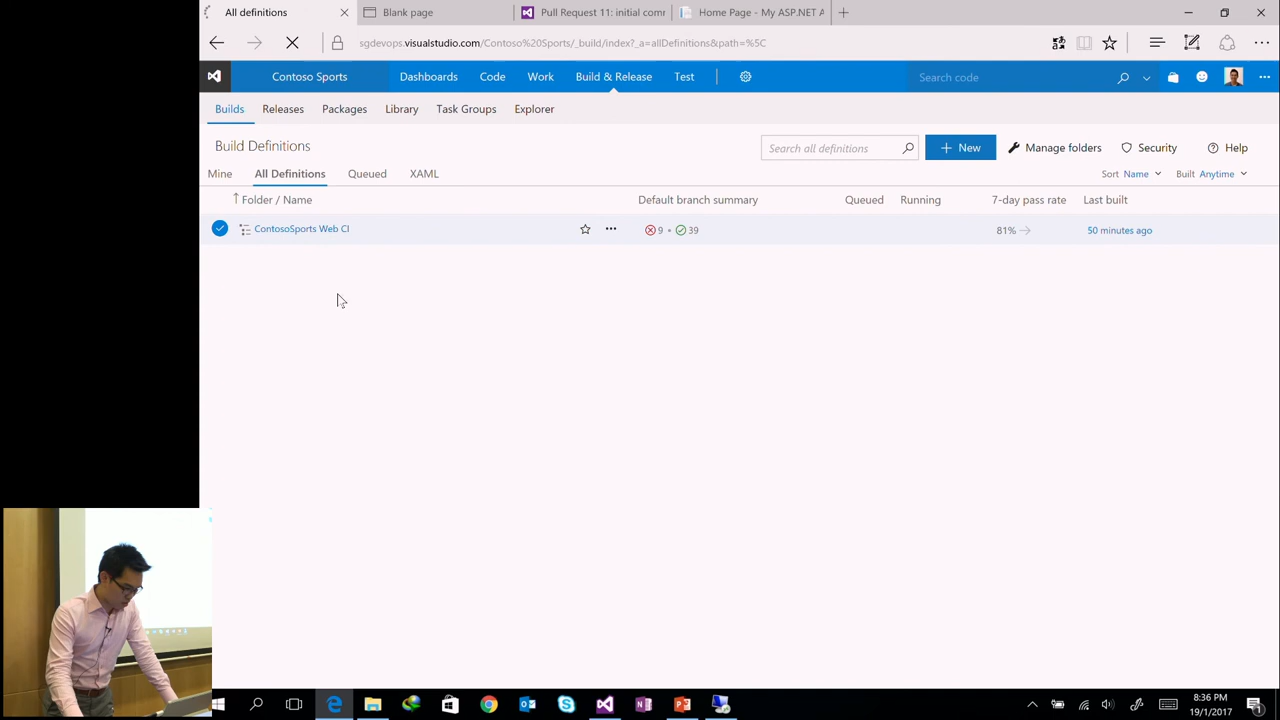 All definitions
Blank page
Pull Request 11: initial comm
Home Page - My ASP.NET A
sgdevops.visualstudio.com/Contoso%20Sports/_build/index?_a=allDefinitions&path=%5C
Contoso Sports Dashboards Code Work Build & Release Test Search code
Builds Releases Packages Library Task Groups Explorer
Build Definitions Search all definitions + New Manage folders Security Help
Mine All Definitions Queued XAML Sort Name Built Anytime
Folder / Name Default branch summary Queued Running 7-day pass rate Last built
ContosoSports Web CI 9 39 81% 50 minutes ago
8:36 PM
19/1/2017